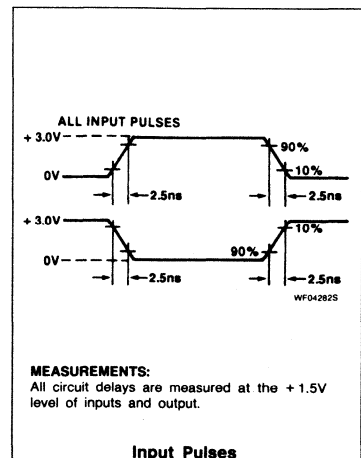 ALL INPUT PULSES
+ 3.0V
90%
10%
0V
2.5ns
2.5ns
+ 3.0V
10%
90%
0V
2.5ns
2.5ns
WF04282S
MEASUREMENTS:
All circuit delays are measured at the + 1.5V
level of inputs and output.
Input Pulses